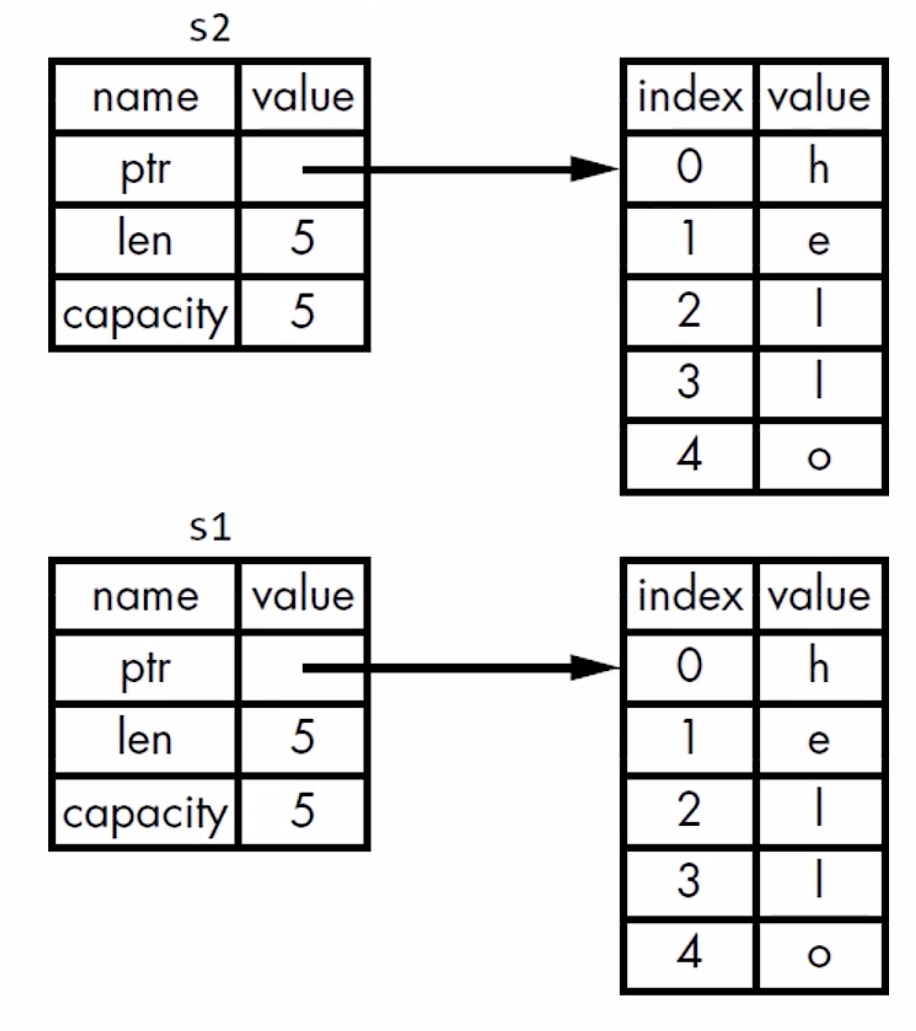 s2
name value
ptr
len 5
capacity 5
index value
0 h
1 e
2 l
3 l
4 o
s1
name value
ptr
len 5
capacity 5
index value
0 h
1 e
2 l
3 l
4 o